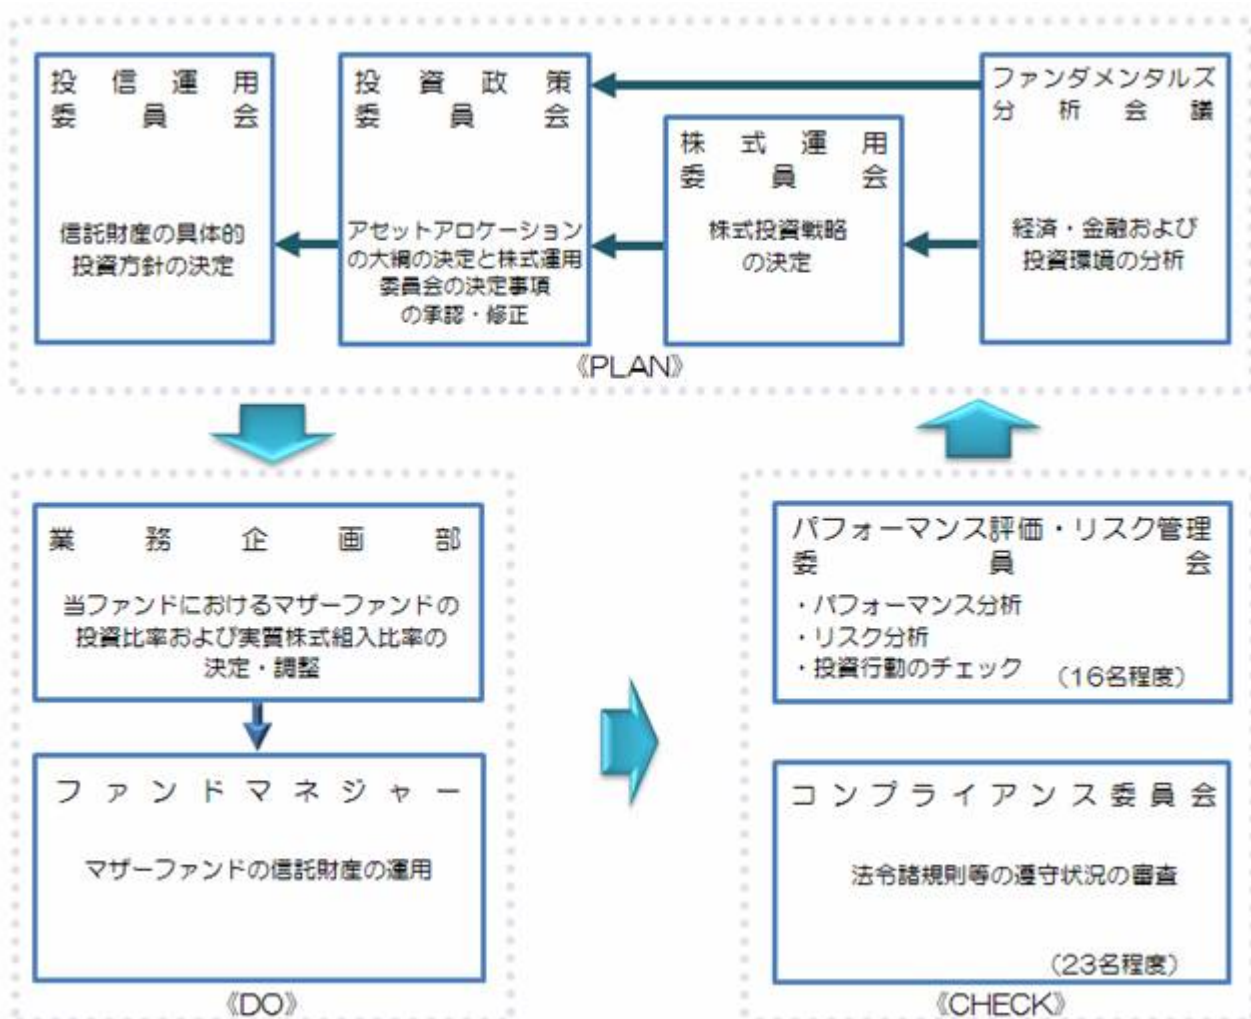 投信運用
委員会
信託財産の具体的
投資方針の決定
投資政策
委員会
アセットアロケーション
の大綱の決定と株式運用
委員会の決定事項
の承認・修正
株式運用
委員会
株式投資戦略
の決定
ファンダメンタルズ
分析会議
経済・金融および
投資環境の分析
《PLAN》
業務企画部
当ファンドにおけるマザーファンドの
投資比率および実質株式組入比率の
決定・調整
ファンドマネジャー
マザーファンドの信託財産の運用
《DO》
パフォーマンス評価・リスク管理
委員会
・パフォーマンス分析
・リスク分析
・投資行動のチェック
（16名程度）
コンプライアンス委員会
法令諸規則等の遵守状況の審査
（23名程度）
《CHECK》